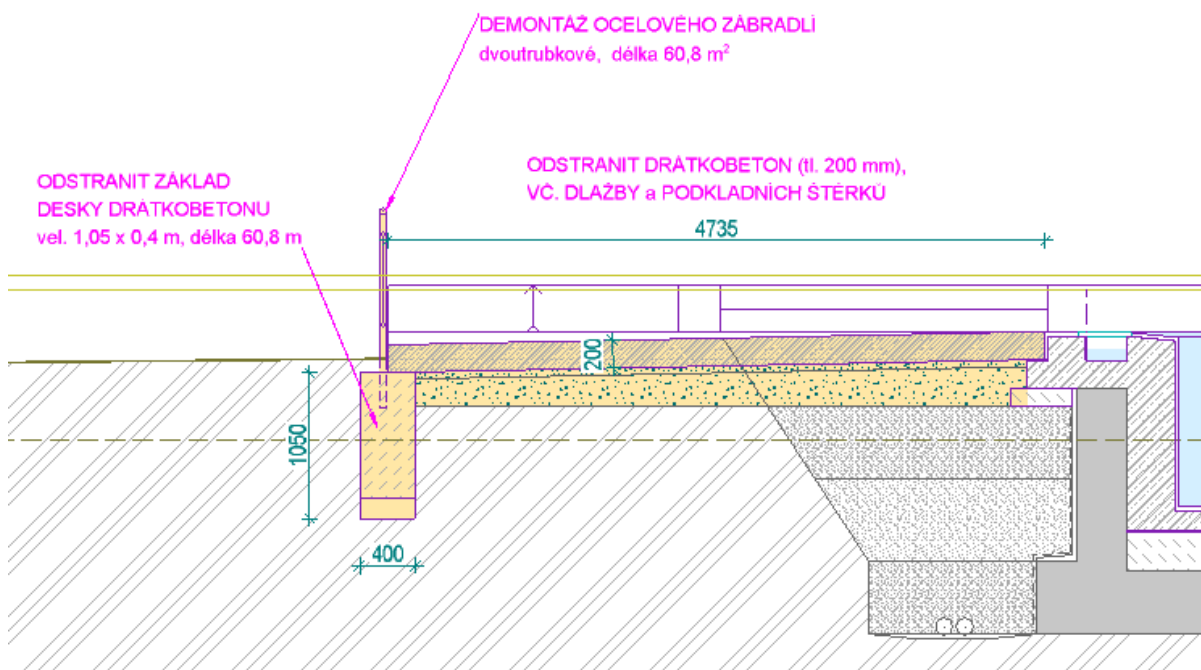 DEMONTÁŽ OCELOVÉHO ZÁBRADLÍ
dvoutrubkové, délka 60,8 m²
ODSTRANIT ZÁKLAD
DESKY DRÁTKOBETONU
vel. 1,05 x 0,4 m, délka 60,8 m
ODSTRANIT DRÁTKOBETON (tl. 200 mm),
VČ. DLAŽBY a PODKLADNÍCH ŠTĚRKŮ
4735
200
1050
400